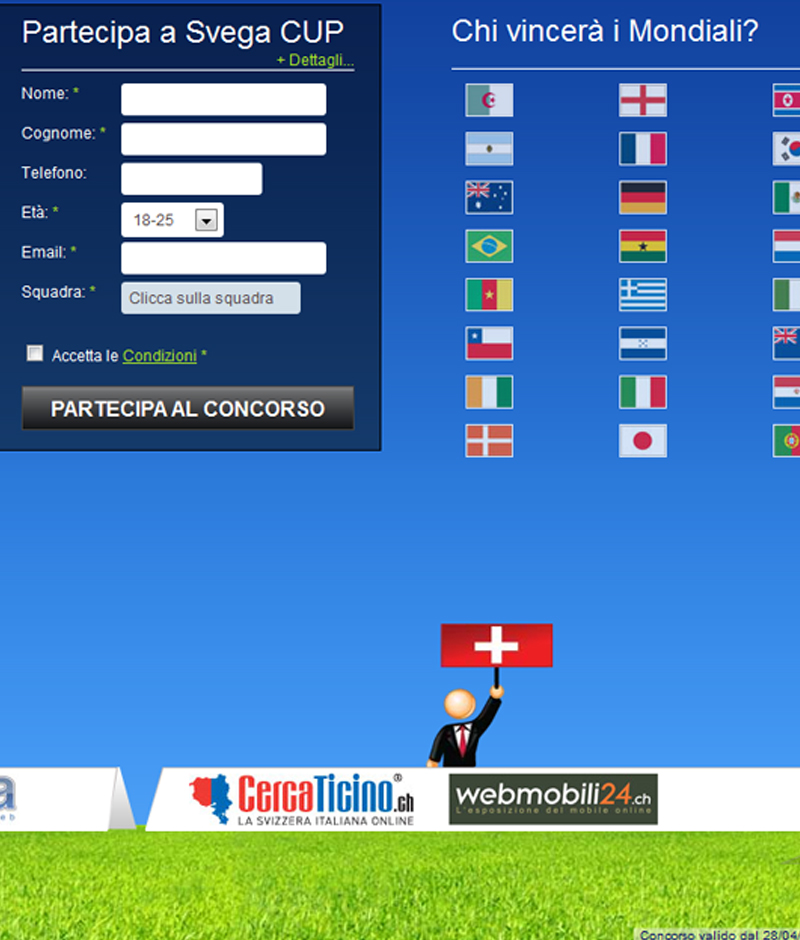 Partecipa a Svega CUP
+ Dettagli...
Nome: *
Cognome: *
Telefono:
Età: *
18-25
Email: *
Squadra: *
Clicca sulla squadra
Accetta le Condizioni *
PARTECIPA AL CONCORSO
Chi vincerà i Mondiali?
CercaTicino.ch®
LA SVIZZERA ITALIANA ONLINE
webmobili24.ch
L'esposizione del mobile online
Concorso valido dal 28/04